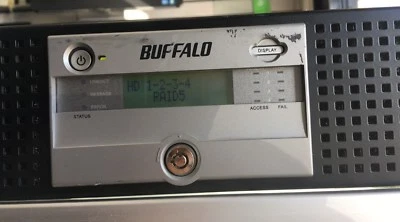 BUFFALO
DISPLAY
HD 1-2-3-4
RAID5
STATUS
ACCESS FAIL